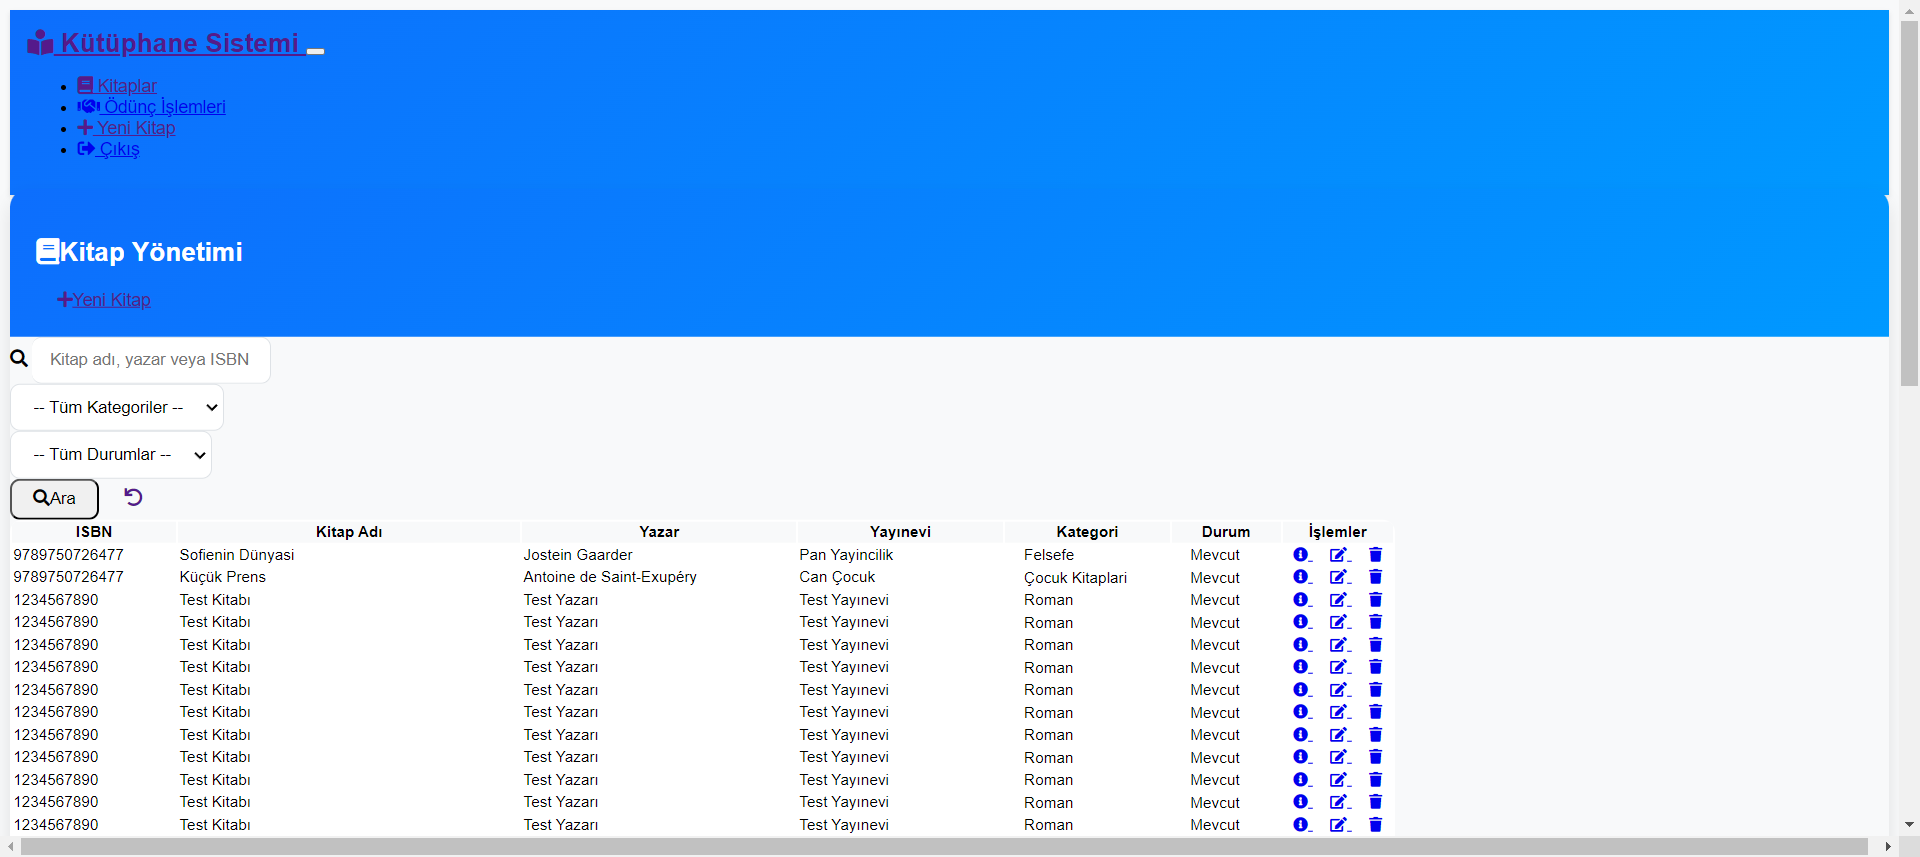 Kütüphane Sistemi
Kitaplar
Ödünç İşlemleri
Yeni Kitap
Çıkış
Kitap Yönetimi
Yeni Kitap
Kitap adı, yazar veya ISBN
-- Tüm Kategoriler --
-- Tüm Durumlar --
Ara
ISBN Kitap Adı Yazar Yayınevi Kategori Durum İşlemler
9789750726477 Sofienin Dünyasi Jostein Gaarder Pan Yayincilik Felsefe Mevcut
9789750726477 Küçük Prens Antoine de Saint-Exupéry Can Çocuk Çocuk Kitaplari Mevcut
1234567890 Test Kitabı Test Yazarı Test Yayınevi Roman Mevcut
1234567890 Test Kitabı Test Yazarı Test Yayınevi Roman Mevcut
1234567890 Test Kitabı Test Yazarı Test Yayınevi Roman Mevcut
1234567890 Test Kitabı Test Yazarı Test Yayınevi Roman Mevcut
1234567890 Test Kitabı Test Yazarı Test Yayınevi Roman Mevcut
1234567890 Test Kitabı Test Yazarı Test Yayınevi Roman Mevcut
1234567890 Test Kitabı Test Yazarı Test Yayınevi Roman Mevcut
1234567890 Test Kitabı Test Yazarı Test Yayınevi Roman Mevcut
1234567890 Test Kitabı Test Yazarı Test Yayınevi Roman Mevcut
1234567890 Test Kitabı Test Yazarı Test Yayınevi Roman Mevcut
1234567890 Test Kitabı Test Yazarı Test Yayınevi Roman Mevcut